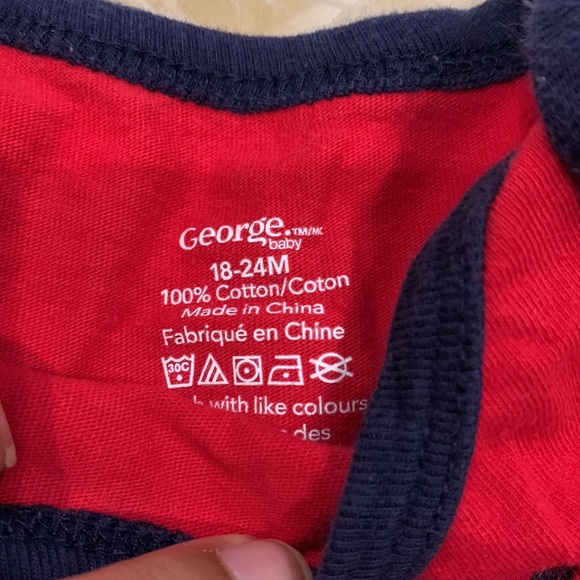 George.TM/MC
baby
18-24M
100% Cotton/Coton
Made in China
Fabriqué en Chine
30C
with like colours
des